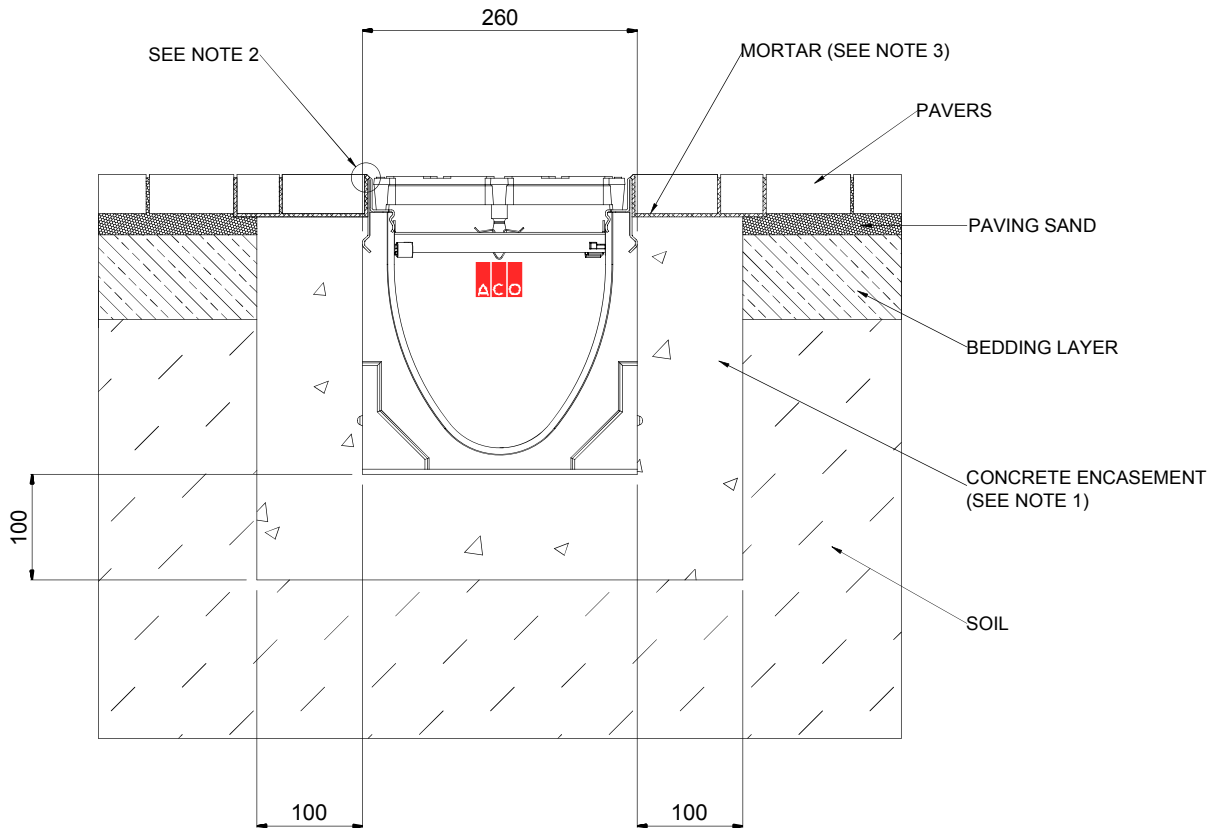 260
SEE NOTE 2
MORTAR (SEE NOTE 3)
PAVERS
PAVING SAND
ACO
BEDDING LAYER
CONCRETE ENCASEMENT
(SEE NOTE 1)
100
SOIL
100
100